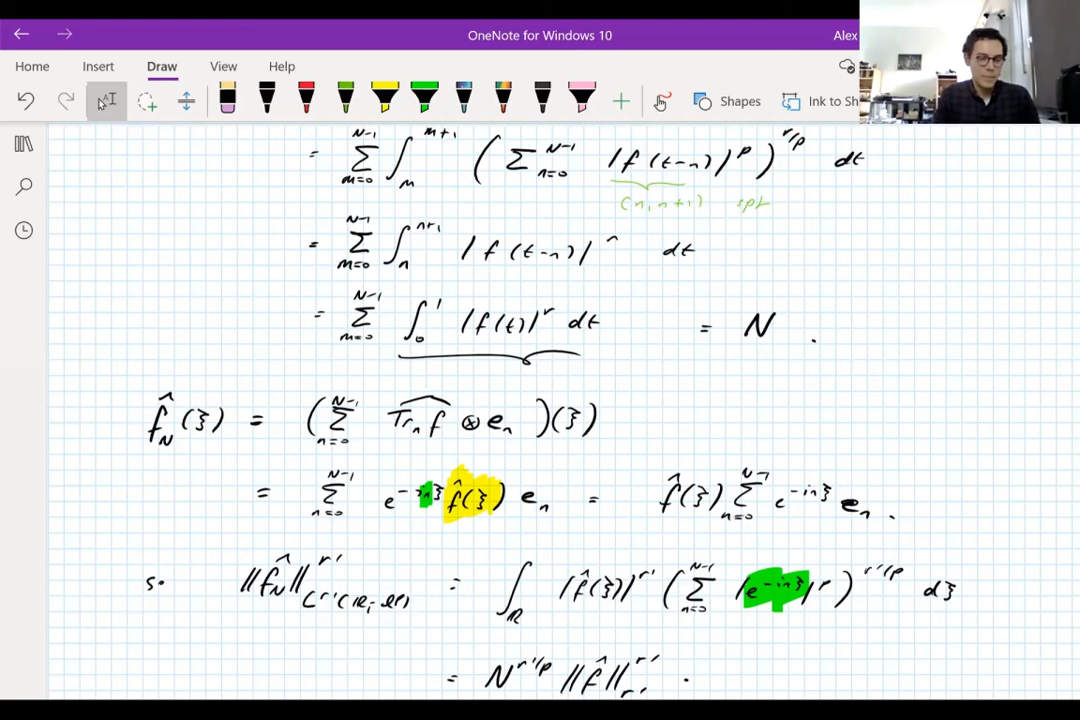 OneNote for Windows 10
Alex
Home Insert Draw View Help
Shapes Ink to Sh
= Σ_{m=0}^{N-1} ∫_m^{m+1} ( Σ_{n=0}^{N-1} |f(t-n)|^p )^{r/p} dt
(n, n+1) spt
= Σ_{m=0}^{N-1} ∫_n^{n+1} |f(t-n)|^r dt
= Σ_{m=0}^{N-1} ∫_0^1 |f(t)|^r dt = N .
f̂_N(ξ) = ( Σ_{n=0}^{N-1} \widehat{Tr_n f} ⊗ e_n )(ξ)
= Σ_{n=0}^{N-1} e^{-inξ} f̂(ξ) e_n = f̂(ξ) Σ_{n=0}^{N-1} e^{-inξ} e_n .
so ||f̂_N||^{r'}_{L^{r'}(R; ℓ^p)} = ∫_R |f̂(ξ)|^{r'} ( Σ_{n=0}^{N-1} |e^{-inξ}|^p )^{r'/p} dξ
= N^{r'/p} ||f̂||^{r'}_{r'} .